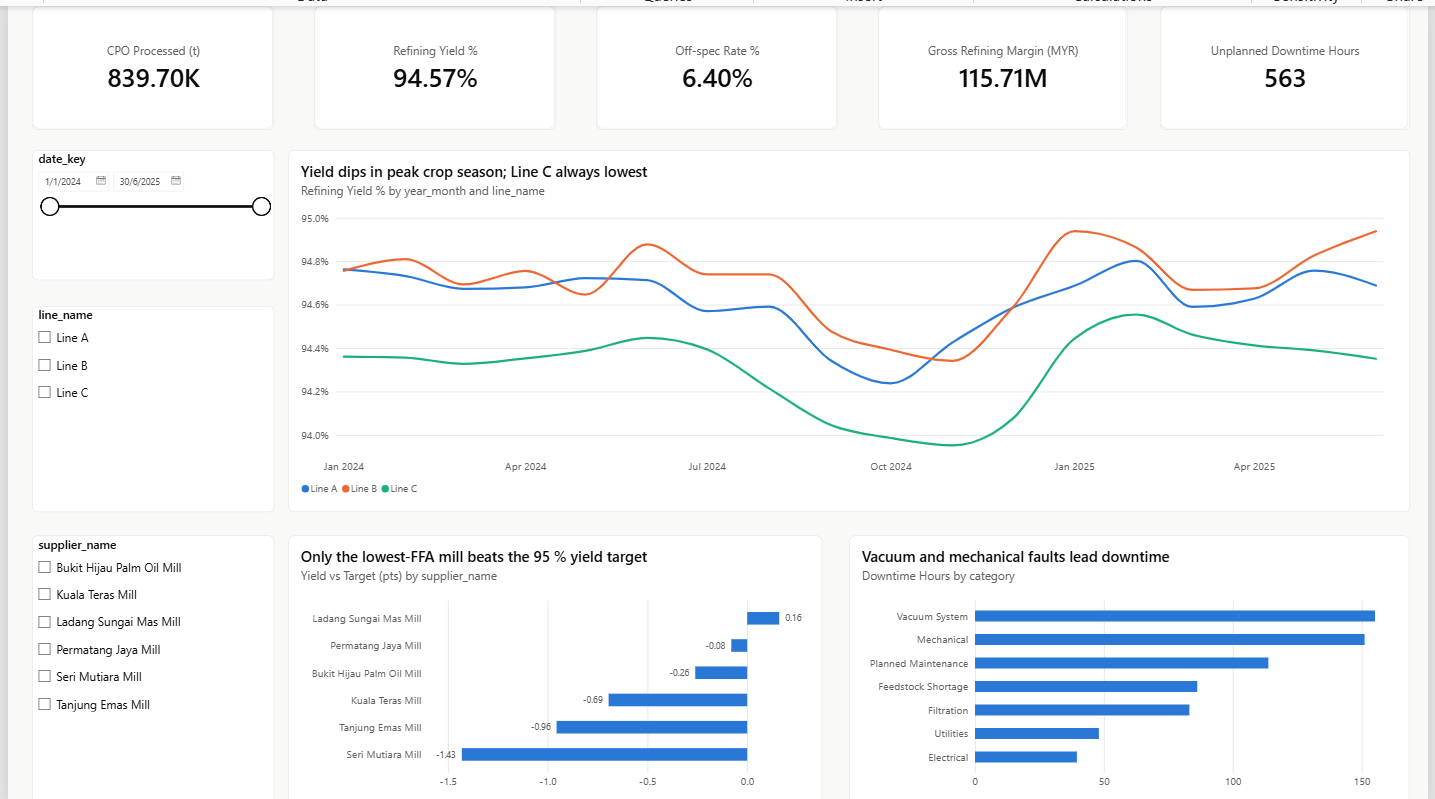 Data Queries Insert Calculations Sensitivity Share
CPO Processed (t)
839.70K
Refining Yield %
94.57%
Off-spec Rate %
6.40%
Gross Refining Margin (MYR)
115.71M
Unplanned Downtime Hours
563
date_key
1/1/2024
30/6/2025
line_name
Line A
Line B
Line C
Yield dips in peak crop season; Line C always lowest
Refining Yield % by year_month and line_name
95.0%
94.8%
94.6%
94.4%
94.2%
94.0%
Jan 2024 Apr 2024 Jul 2024 Oct 2024 Jan 2025 Apr 2025
Line A Line B Line C
supplier_name
Bukit Hijau Palm Oil Mill
Kuala Teras Mill
Ladang Sungai Mas Mill
Permatang Jaya Mill
Seri Mutiara Mill
Tanjung Emas Mill
Only the lowest-FFA mill beats the 95 % yield target
Yield vs Target (pts) by supplier_name
Ladang Sungai Mas Mill 0.16
Permatang Jaya Mill -0.08
Bukit Hijau Palm Oil Mill -0.26
Kuala Teras Mill -0.69
Tanjung Emas Mill -0.96
Seri Mutiara Mill -1.43
-1.5 -1.0 -0.5 0.0
Vacuum and mechanical faults lead downtime
Downtime Hours by category
Vacuum System
Mechanical
Planned Maintenance
Feedstock Shortage
Filtration
Utilities
Electrical
0 50 100 150